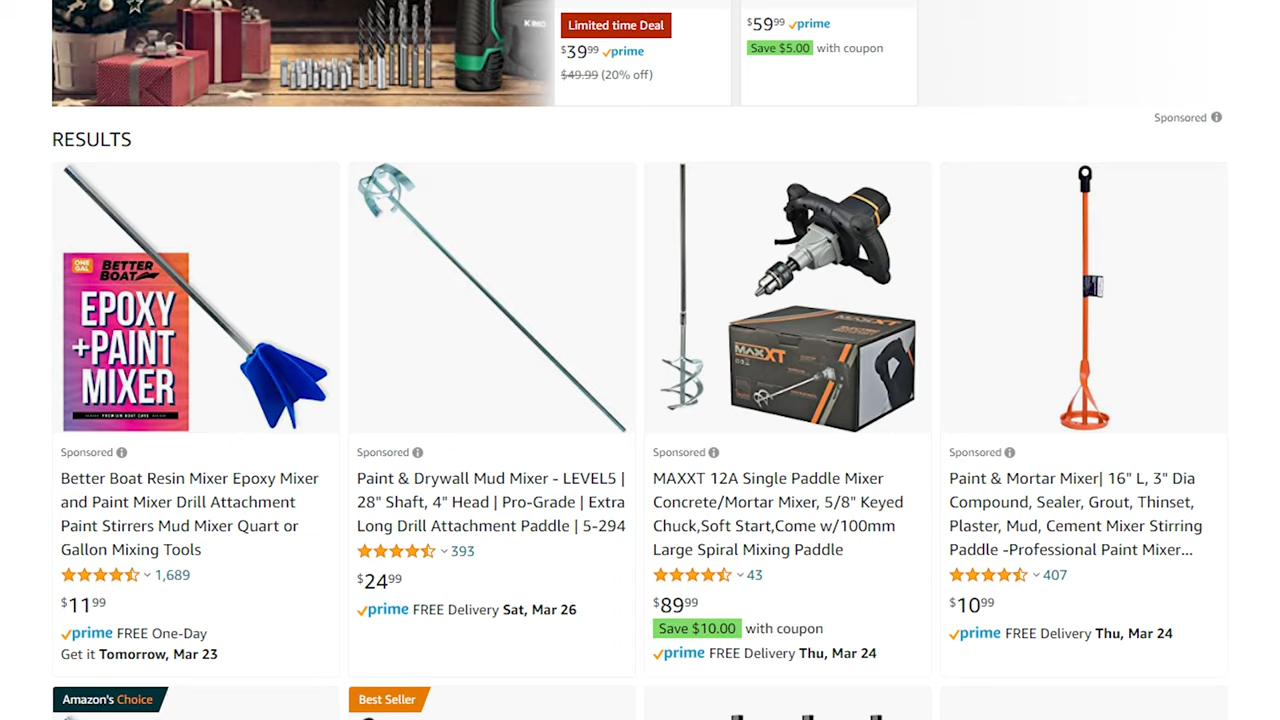 KIMO
Limited time Deal
$39.99 prime
$49.99 (20% off)
$59.99 prime
Save $5.00 with coupon
Sponsored
RESULTS
ONE GAL
BETTER
BOAT
EPOXY
+PAINT
MIXER
PREMIUM BOAT CARE
Sponsored
Better Boat Resin Mixer Epoxy Mixer
and Paint Mixer Drill Attachment
Paint Stirrers Mud Mixer Quart or
Gallon Mixing Tools
1,689
$11.99
prime FREE One-Day
Get it Tomorrow, Mar 23
Sponsored
Paint & Drywall Mud Mixer - LEVEL5 |
28" Shaft, 4" Head | Pro-Grade | Extra
Long Drill Attachment Paddle | 5-294
393
$24.99
prime FREE Delivery Sat, Mar 26
MAXXT
MAXXT
Sponsored
MAXXT 12A Single Paddle Mixer
Concrete/Mortar Mixer, 5/8" Keyed
Chuck,Soft Start,Come w/100mm
Large Spiral Mixing Paddle
43
$89.99
Save $10.00 with coupon
prime FREE Delivery Thu, Mar 24
Sponsored
Paint & Mortar Mixer| 16" L, 3" Dia
Compound, Sealer, Grout, Thinset,
Plaster, Mud, Cement Mixer Stirring
Paddle -Professional Paint Mixer...
407
$10.99
prime FREE Delivery Thu, Mar 24
Amazon's Choice
Best Seller